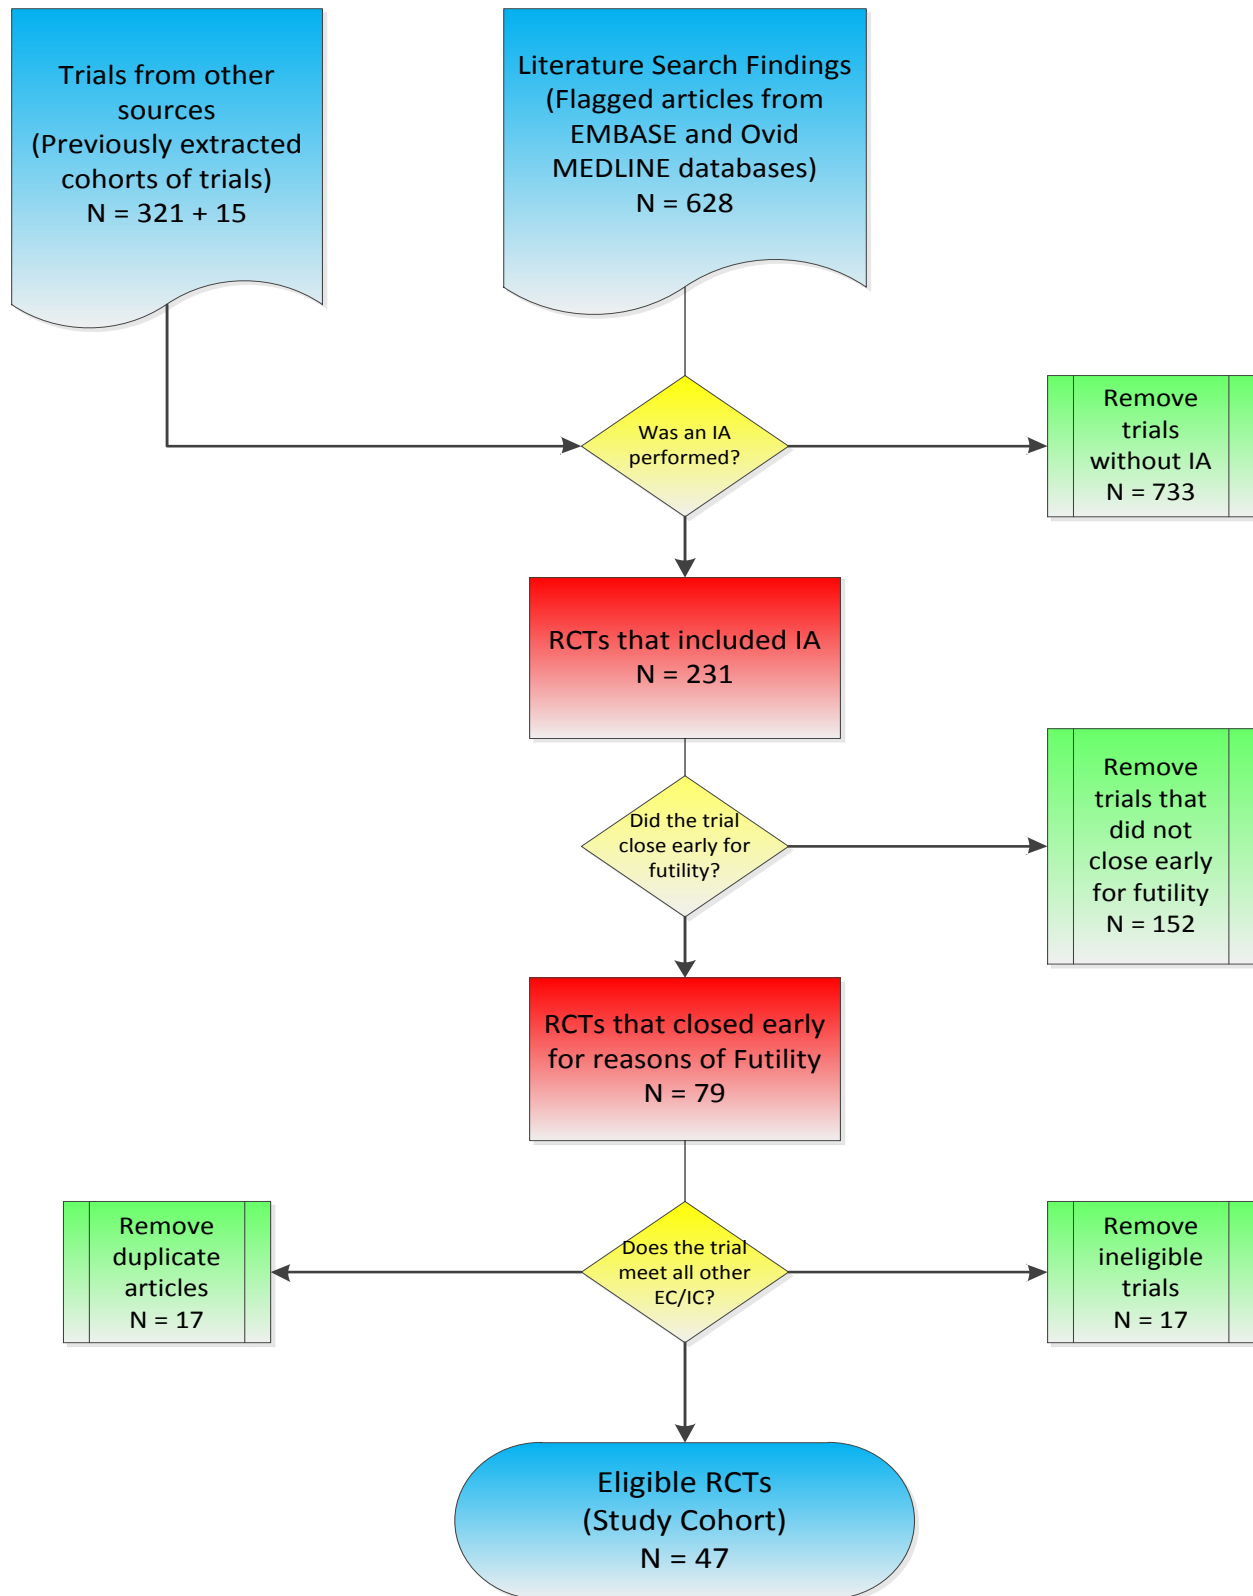 Trials from other
sources
(Previously extracted
cohorts of trials)
N = 321 + 15
Literature Search Findings
(Flagged articles from
EMBASE and Ovid
MEDLINE databases)
N = 628
Was an IA
performed?
Remove
trials
without IA
N = 733
RCTs that included IA
N = 231
Did the trial
close early for
futility?
Remove
trials that
did not
close early
for futility
N = 152
RCTs that closed early
for reasons of Futility
N = 79
Remove
duplicate
articles
N = 17
Does the trial
meet all other
EC/IC?
Remove
ineligible
trials
N = 17
Eligible RCTs
(Study Cohort)
N = 47